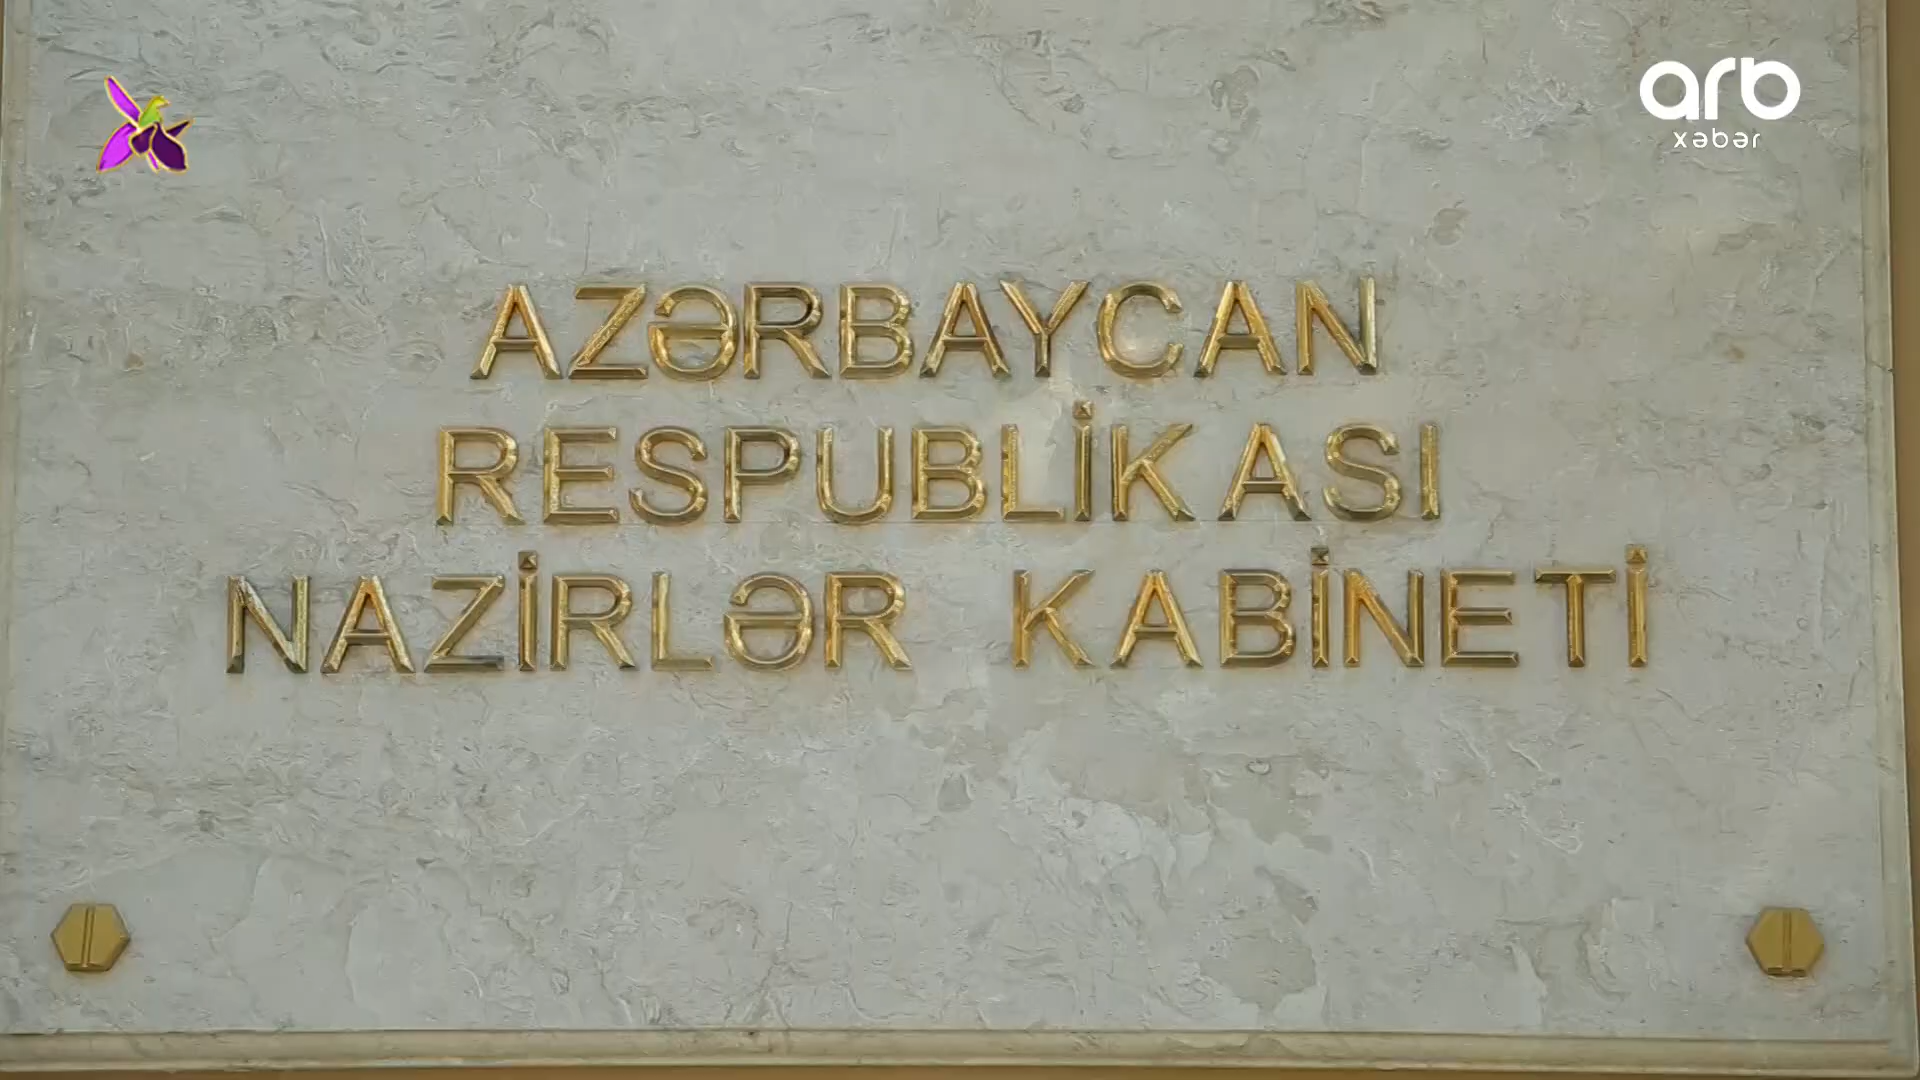 arb
xəbər
AZƏRBAYCAN
RESPUBLİKASI
NAZİRLƏR KABİNETİ